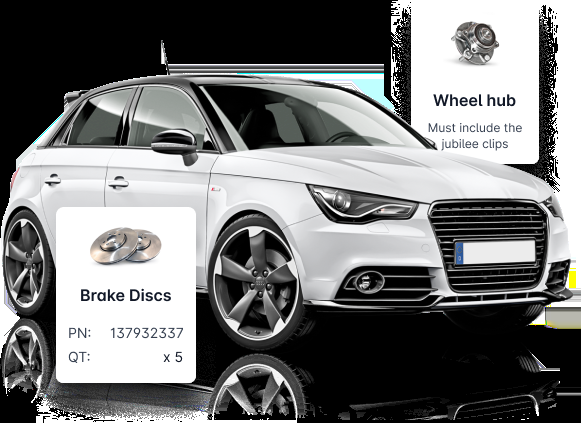 Wheel hub
Must include the
jubilee clips
Brake Discs
PN: 137932337
QT: x 5